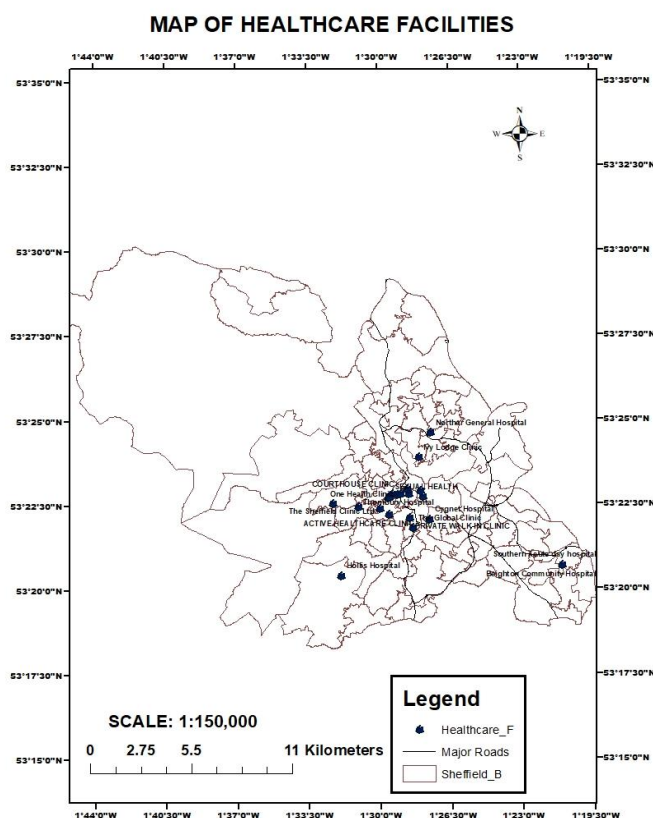 MAP OF HEALTHCARE FACILITIES
1°44'0"W 1°40'30"W 1°37'0"W 1°33'30"W 1°30'0"W 1°26'30"W 1°23'0"W 1°19'30"W
53°35'0"N 53°35'0"N
N
W E
S
53°32'30"N 53°32'30"N
53°30'0"N 53°30'0"N
53°27'30"N 53°27'30"N
53°25'0"N 53°25'0"N
General Hospital
Lodge Clinic
COURTHOUSE CLINIC HEALTH
One Health Hospital
53°22'30"N 53°22'30"N
Cygnet Hospital
The Sheffield Clinic Global Clinic
ACTIVE HEALTHCARE CLINIC PRIVATE WALK IN CLINIC
Southern day hospital
Hospital
Community Hospital
53°20'0"N 53°20'0"N
53°17'30"N 53°17'30"N
Legend
SCALE: 1:150,000
Healthcare_F
0 2.75 5.5 11 Kilometers
Major Roads
53°15'0"N 53°15'0"N
Sheffield_B
1°44'0"W 1°40'30"W 1°37'0"W 1°33'30"W 1°30'0"W 1°26'30"W 1°23'0"W 1°19'30"W